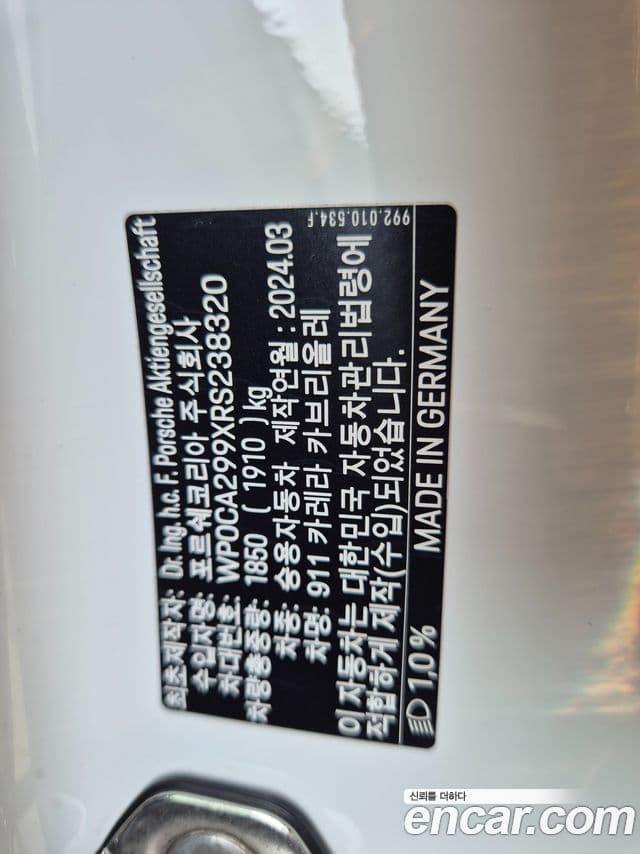 최초제작자: Dr. Ing. h.c. F. Porsche Aktiengesellschaft
수입자명: 포르쉐코리아 주식회사
차대번호: WP0CA299XRS238320
차량총중량: 1850 ( 1910 ) kg
차종: 승용자동차 제작연월 : 2024.03
차명: 911 카레라 카브리올레
992.010.534.F
이 자동차는 대한민국 자동차관리법령에
적합하게 제작(수입)되었습니다.
1,0 % MADE IN GERMANY
신뢰를 더하다
encar.com